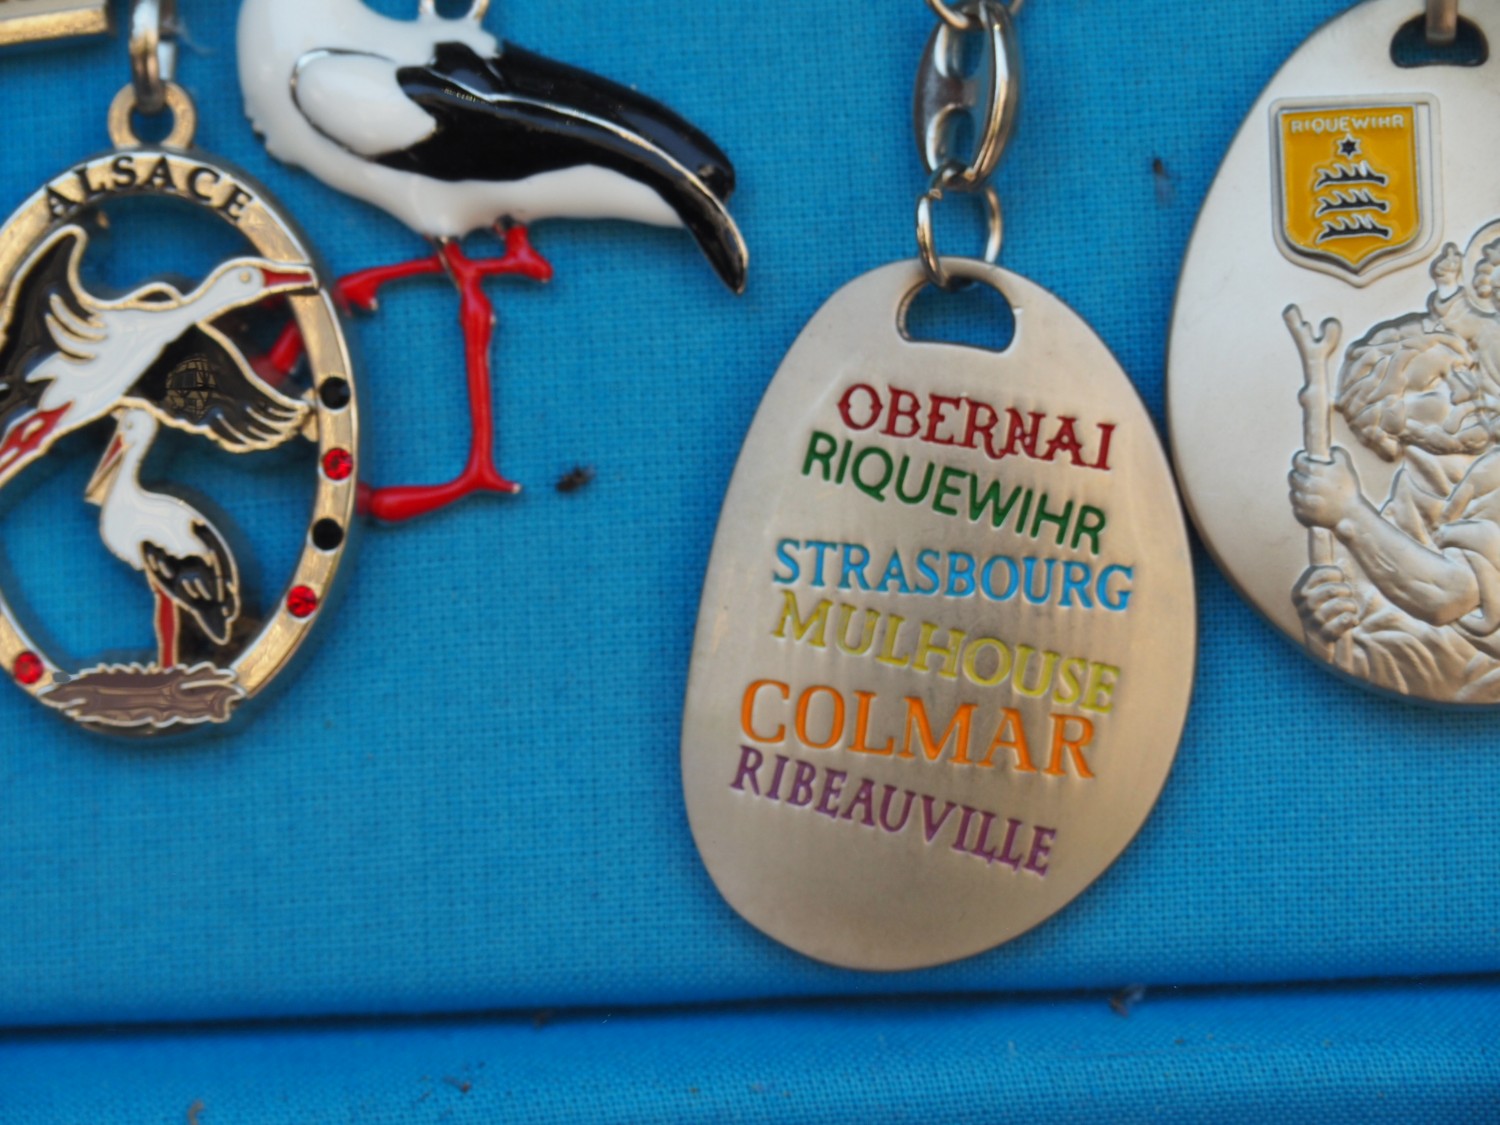 ALSACE
OBERNAI
RIQUEWIHR
STRASBOURG
MULHOUSE
COLMAR
RIBEAUVILLE
RIQUEWIHR